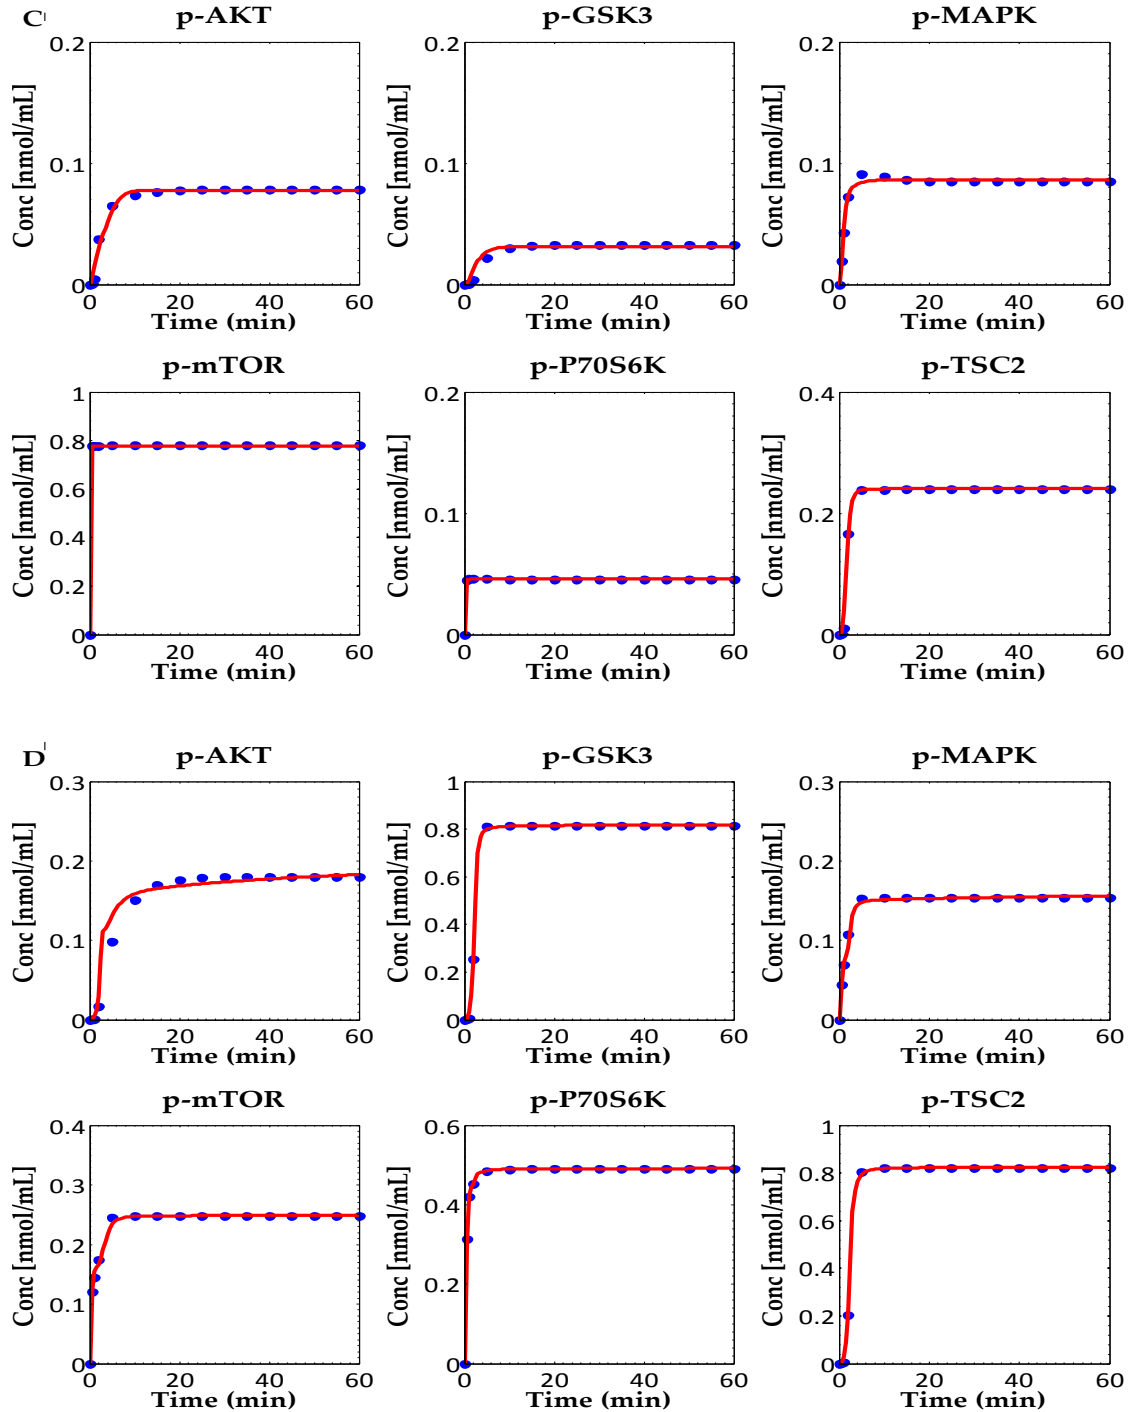 C p-AKT p-GSK3 p-MAPK
0.2 0.2 0.2
Conc [nmol/mL] Conc [nmol/mL] Conc [nmol/mL]
0.1 0.1 0.1
0 0 0
0 20 40 60 0 20 40 60 0 20 40 60
Time (min) Time (min) Time (min)
p-mTOR p-P70S6K p-TSC2
1 0.2 0.4
0.8
Conc [nmol/mL] Conc [nmol/mL] Conc [nmol/mL]
0.6 0.1 0.2
0.4
0.2
0 0 0
0 20 40 60 0 20 40 60 0 20 40 60
Time (min) Time (min) Time (min)
D p-AKT p-GSK3 p-MAPK
0.3 1 0.3
0.8
0.2 0.6 0.2
Conc [nmol/mL] Conc [nmol/mL] Conc [nmol/mL]
0.1 0.4 0.1
0.2
0 0 0
0 20 40 60 0 20 40 60 0 20 40 60
Time (min) Time (min) Time (min)
p-mTOR p-P70S6K p-TSC2
0.4 0.6 1
0.3 0.8
0.4
Conc [nmol/mL] Conc [nmol/mL] Conc [nmol/mL]
0.2 0.6
0.2 0.4
0.1 0.2
0 0 0
0 20 40 60 0 20 40 60 0 20 40 60
Time (min) Time (min) Time (min)